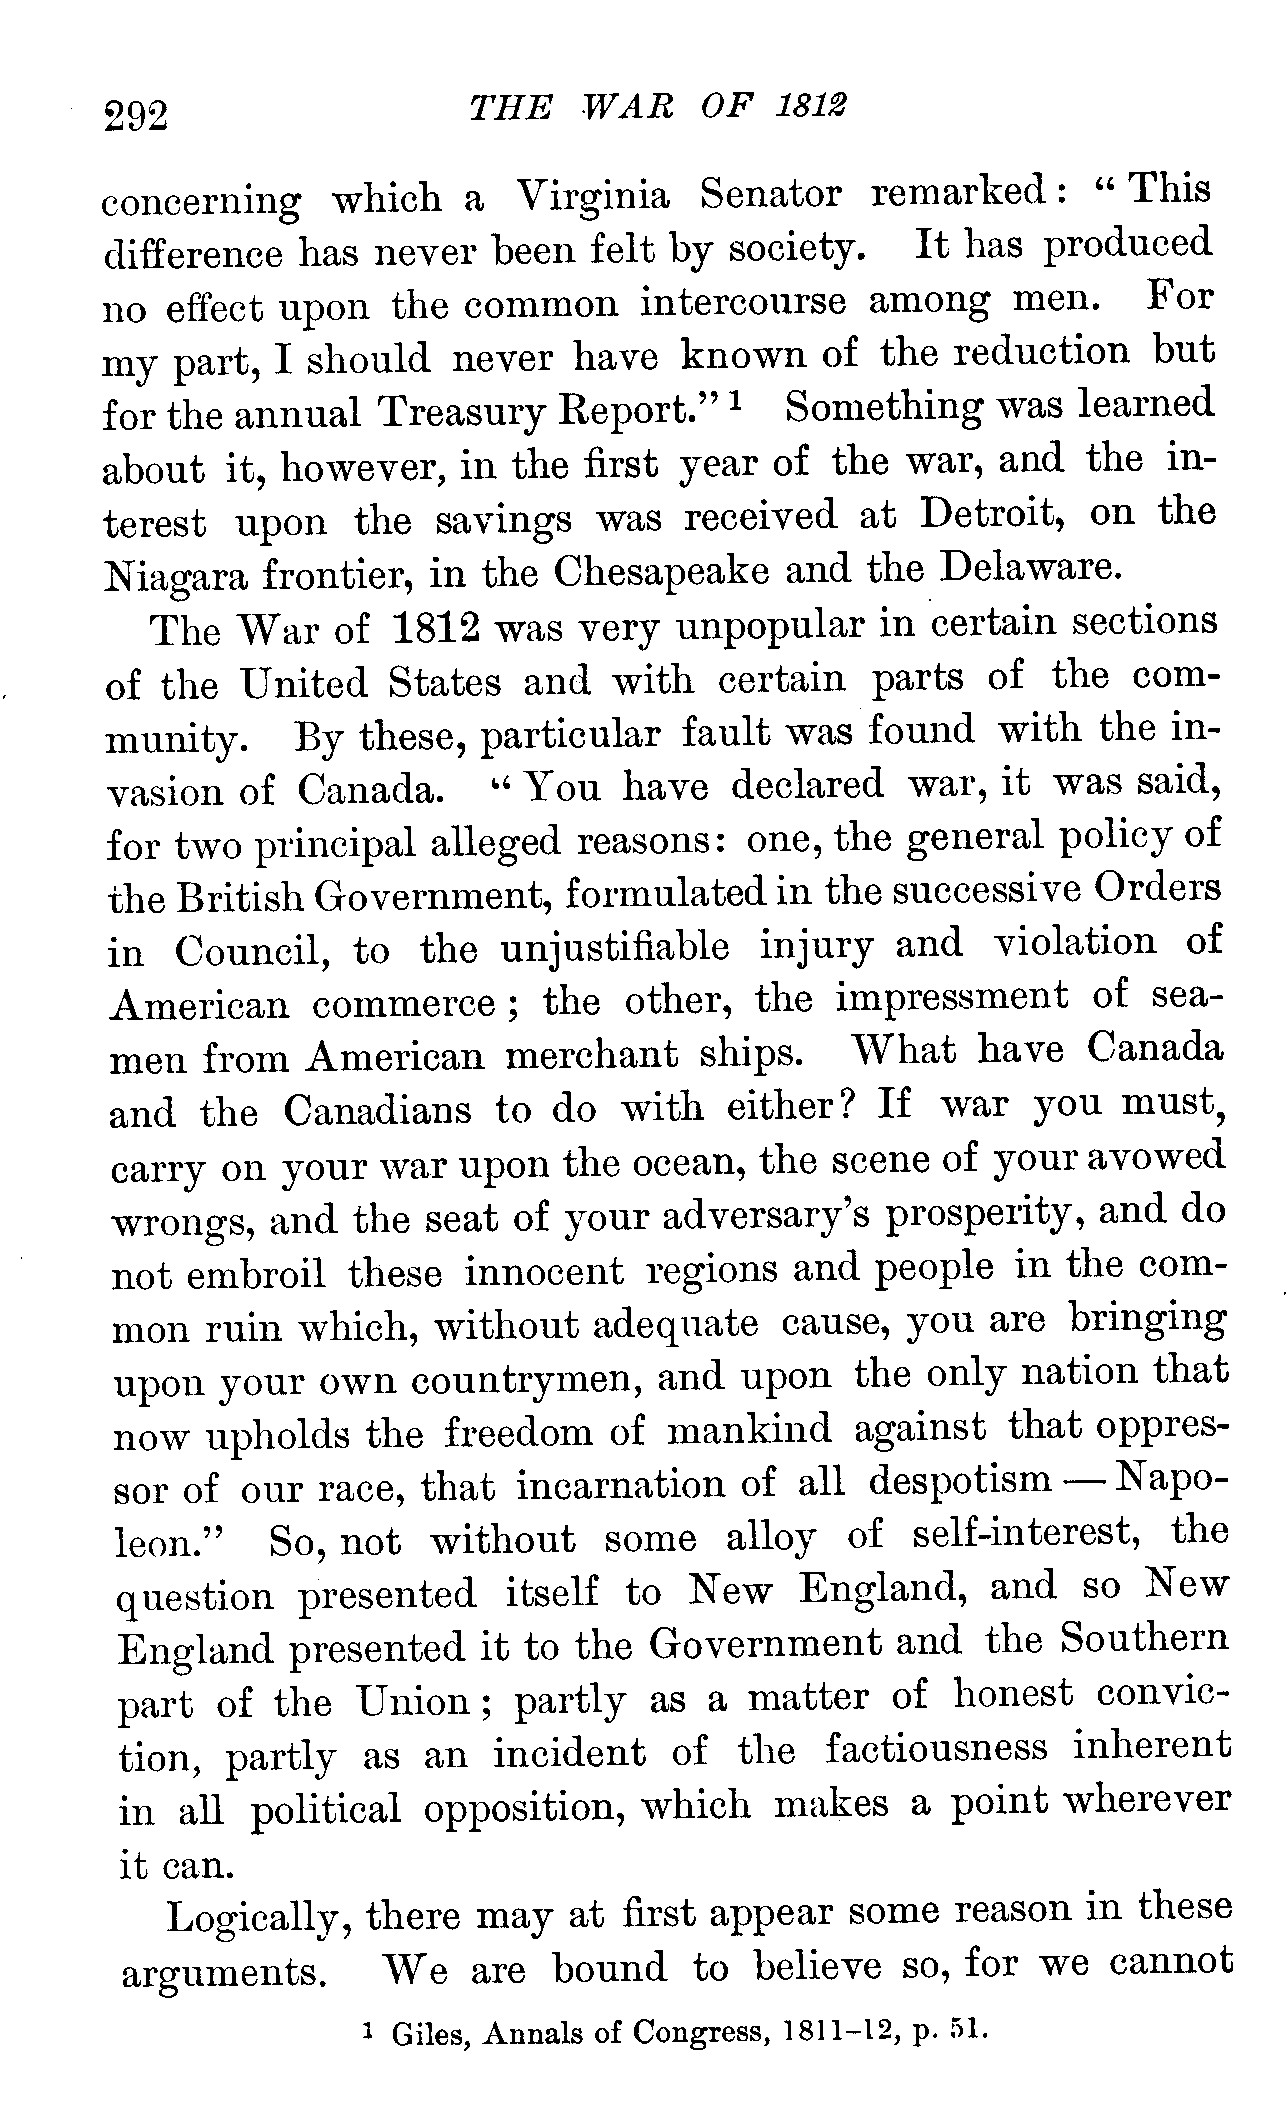 292 THE WAR OF 1812
concerning which a Virginia Senator remarked: “This
difference has never been felt by society. It has produced
no effect upon the common intercourse among men. For
my part, I should never have known of the reduction but
for the annual Treasury Report.” 1 Something was learned
about it, however, in the first year of the war, and the in-
terest upon the savings was received at Detroit, on the
Niagara frontier, in the Chesapeake and the Delaware.
The War of 1812 was very unpopular in certain sections
of the United States and with certain parts of the com-
munity. By these, particular fault was found with the in-
vasion of Canada. “You have declared war, it was said,
for two principal alleged reasons: one, the general policy of
the British Government, formulated in the successive Orders
in Council, to the unjustifiable injury and violation of
American commerce; the other, the impressment of sea-
men from American merchant ships. What have Canada
and the Canadians to do with either? If war you must,
carry on your war upon the ocean, the scene of your avowed
wrongs, and the seat of your adversary’s prosperity, and do
not embroil these innocent regions and people in the com-
mon ruin which, without adequate cause, you are bringing
upon your own countrymen, and upon the only nation that
now upholds the freedom of mankind against that oppres-
sor of our race, that incarnation of all despotism — Napo-
leon.” So, not without some alloy of self-interest, the
question presented itself to New England, and so New
England presented it to the Government and the Southern
part of the Union; partly as a matter of honest convic-
tion, partly as an incident of the factiousness inherent
in all political opposition, which makes a point wherever
it can.
Logically, there may at first appear some reason in these
arguments. We are bound to believe so, for we cannot
1 Giles, Annals of Congress, 1811–12, p. 51.